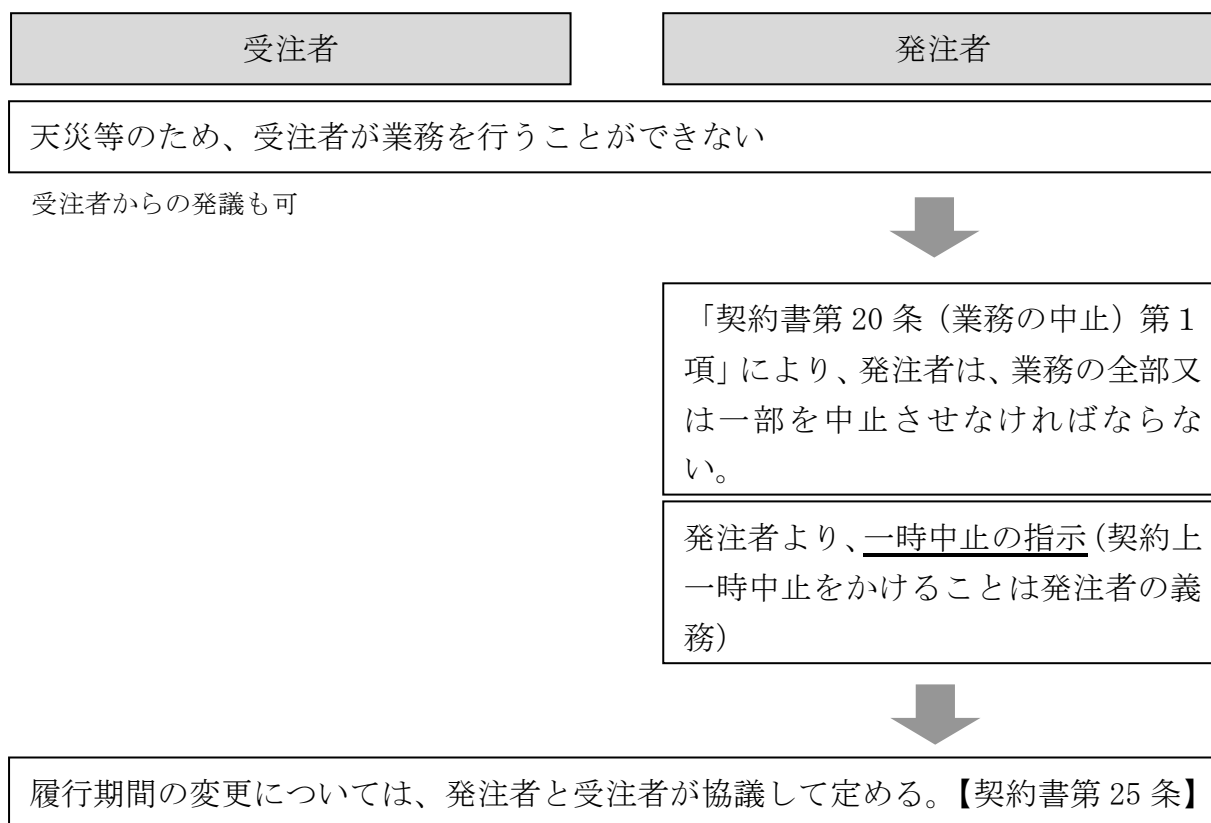 受注者
発注者
天災等のため、受注者が業務を行うことができない
受注者からの発議も可
「契約書第 20 条（業務の中止）第１
項」により、発注者は、業務の全部又
は一部を中止させなければならな
い。
発注者より、一時中止の指示（契約上
一時中止をかけることは発注者の義
務）
履行期間の変更については、発注者と受注者が協議して定める。【契約書第 25 条】